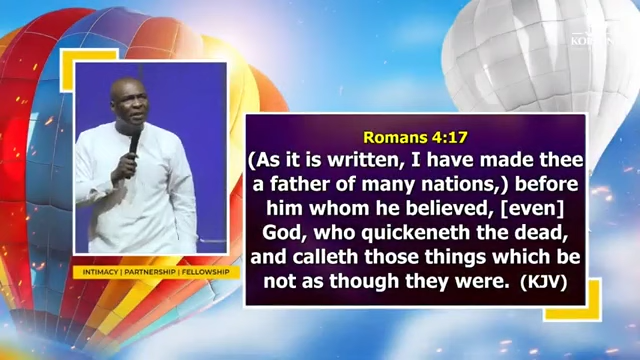 Romans 4:17
(As it is written, I have made thee
a father of many nations,) before
him whom he believed, [even]
God, who quickeneth the dead,
and calleth those things which be
not as though they were. (KJV)
INTIMACY | PARTNERSHIP | FELLOWSHIP